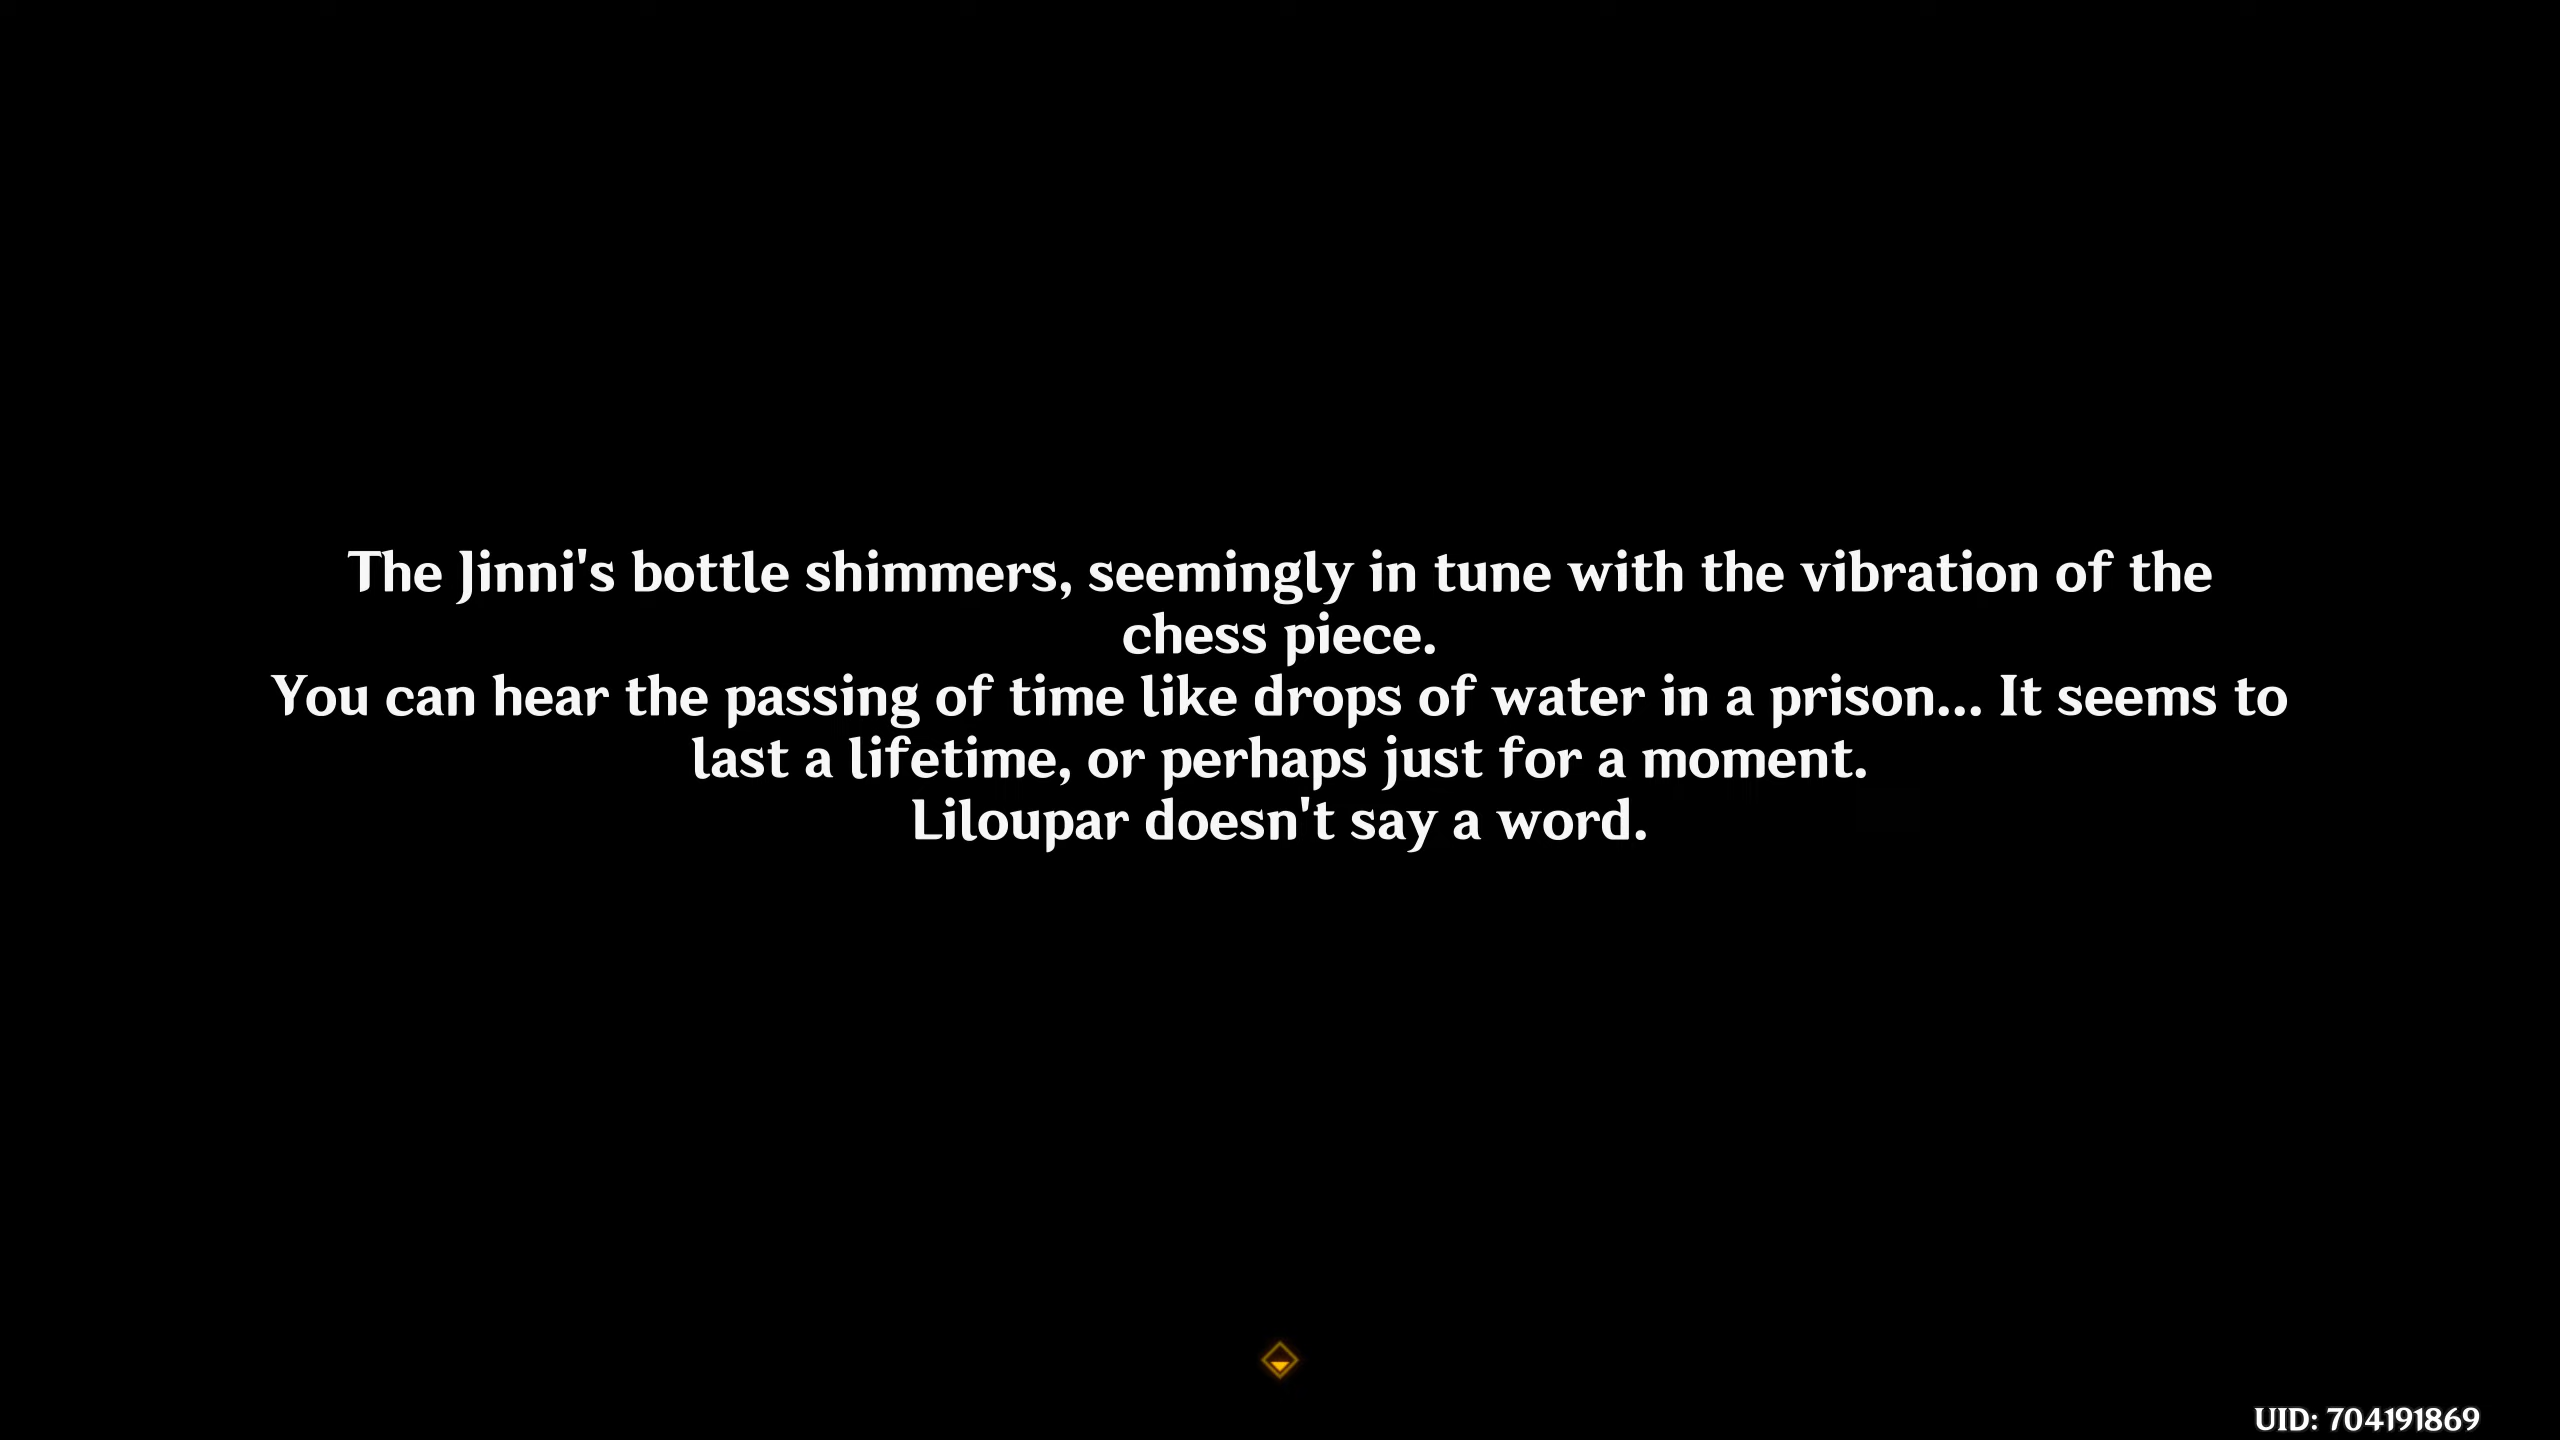 The Jinni's bottle shimmers, seemingly in tune with the vibration of the
chess piece.
You can hear the passing of time like drops of water in a prison... It seems to
last a lifetime, or perhaps just for a moment.
Liloupar doesn't say a word.
UID: 704191869